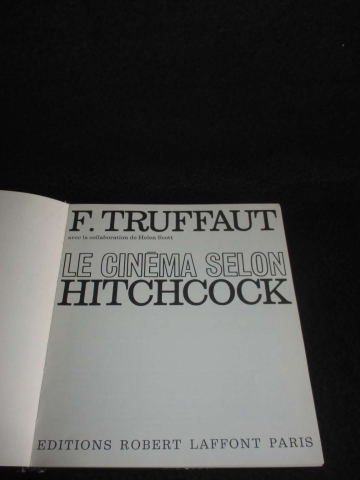 F. TRUFFAUT
avec la collaboration de Helen Scott
LE CINÉMA SELON
HITCHCOCK
EDITIONS ROBERT LAFFONT PARIS